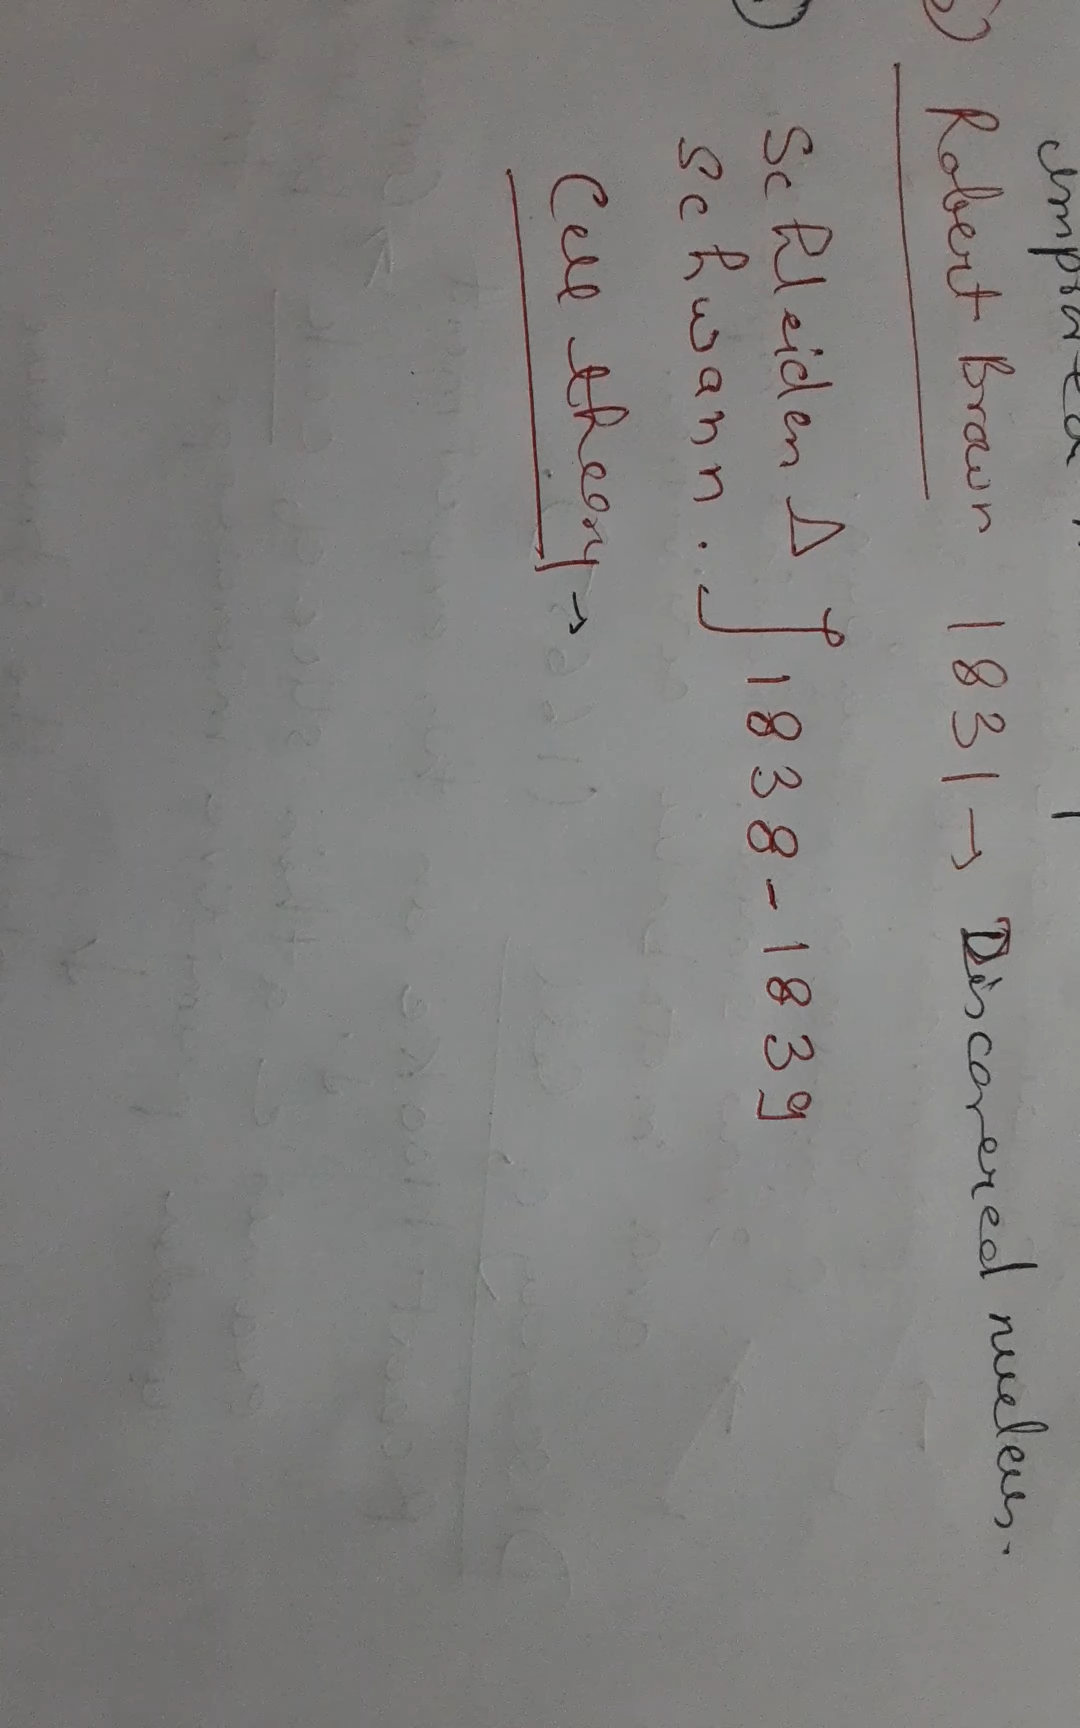 Robert Brown 1831 → Discovered nucleus.
Schleiden &
Schwann. } 1838-1839
Cell theory →